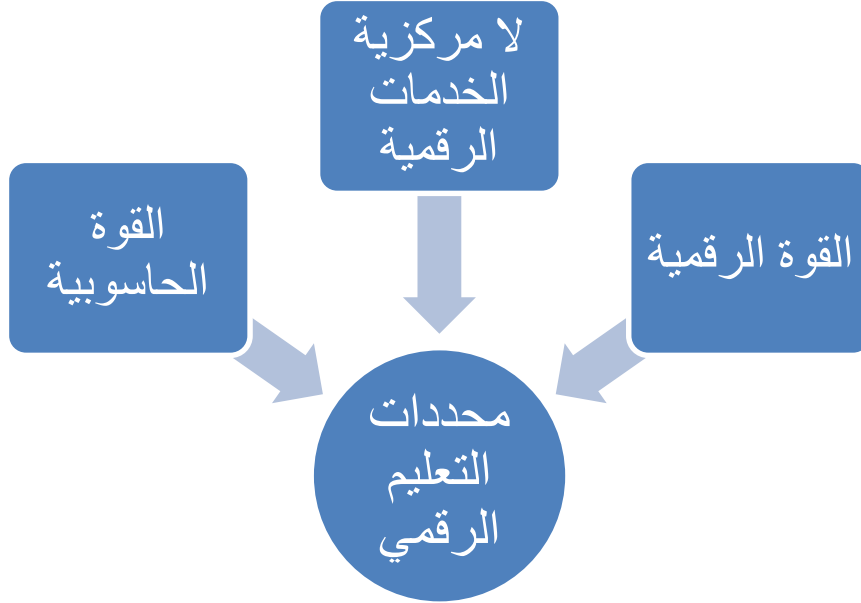 لا مركزية
الخدمات
الرقمية
القوة الرقمية
القوة
الحاسوبية
محددات
التعليم
الرقمي